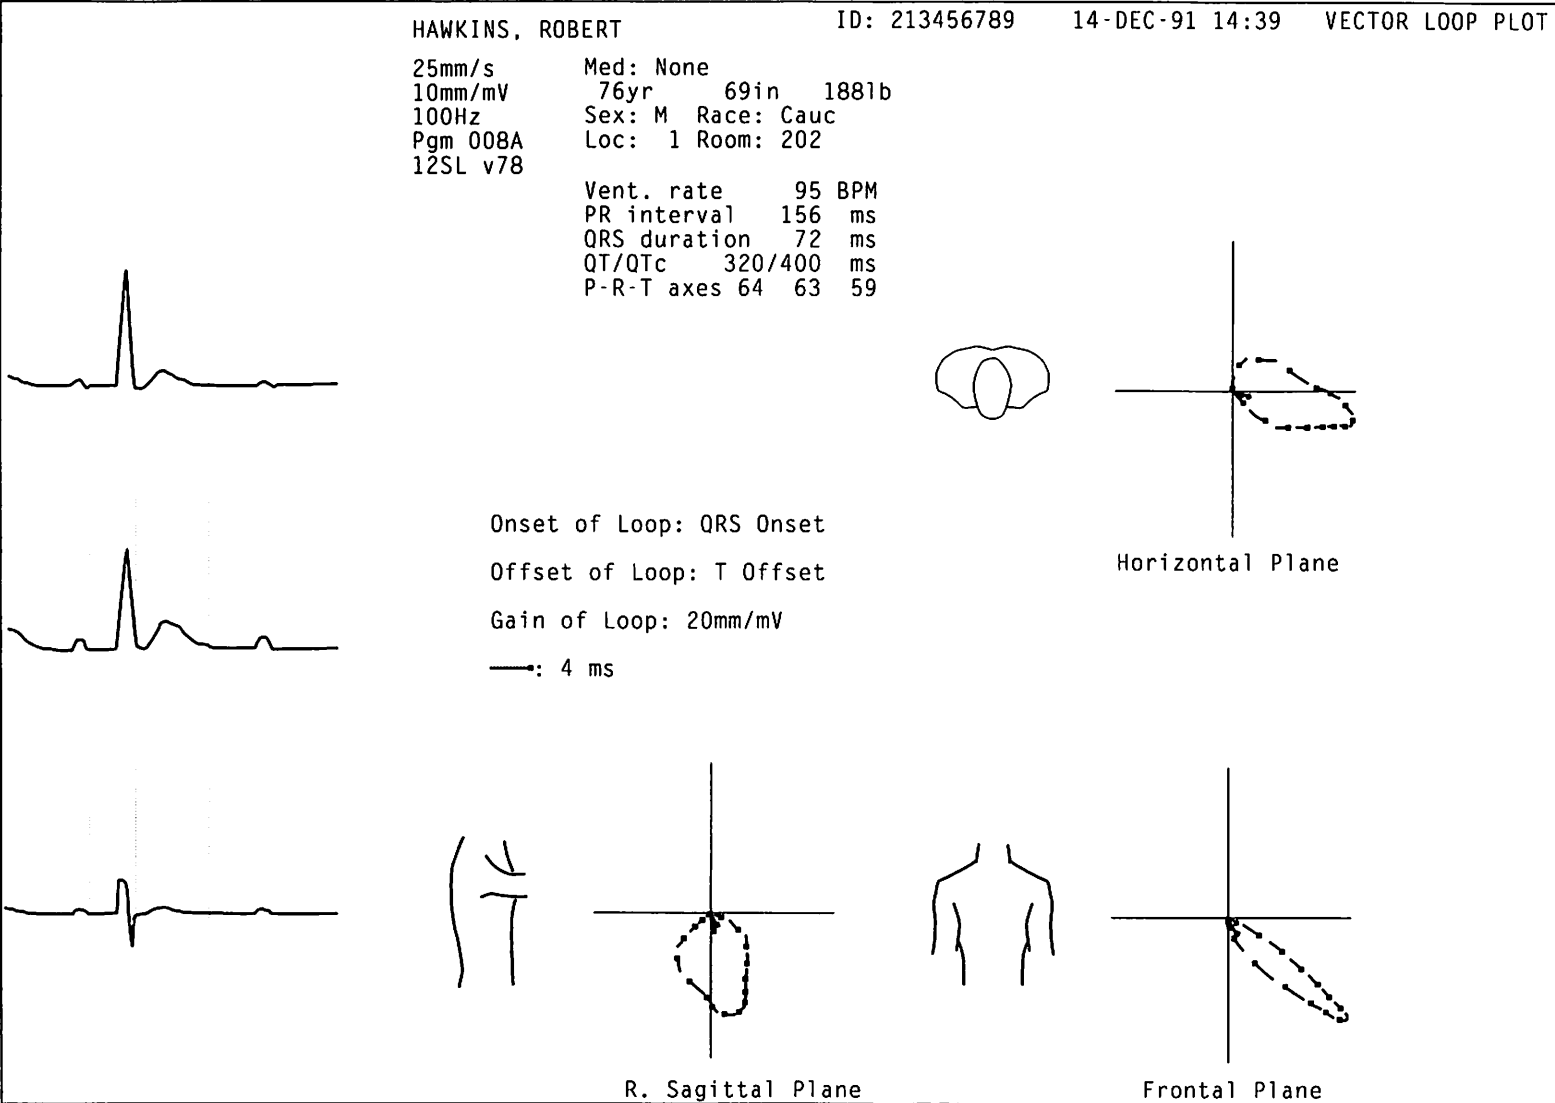 HAWKINS, ROBERT ID: 213456789 14-DEC-91 14:39 VECTOR LOOP PLOT
25mm/s Med: None
10mm/mV 76yr 69in 188lb
100Hz Sex: M Race: Cauc
Pgm 008A Loc: 1 Room: 202
12SL v78
Vent. rate 95 BPM
PR interval 156 ms
QRS duration 72 ms
QT/QTc 320/400 ms
P-R-T axes 64 63 59
Onset of Loop: QRS Onset
Offset of Loop: T Offset
Gain of Loop: 20mm/mV
: 4 ms
Horizontal Plane
R. Sagittal Plane
Frontal Plane